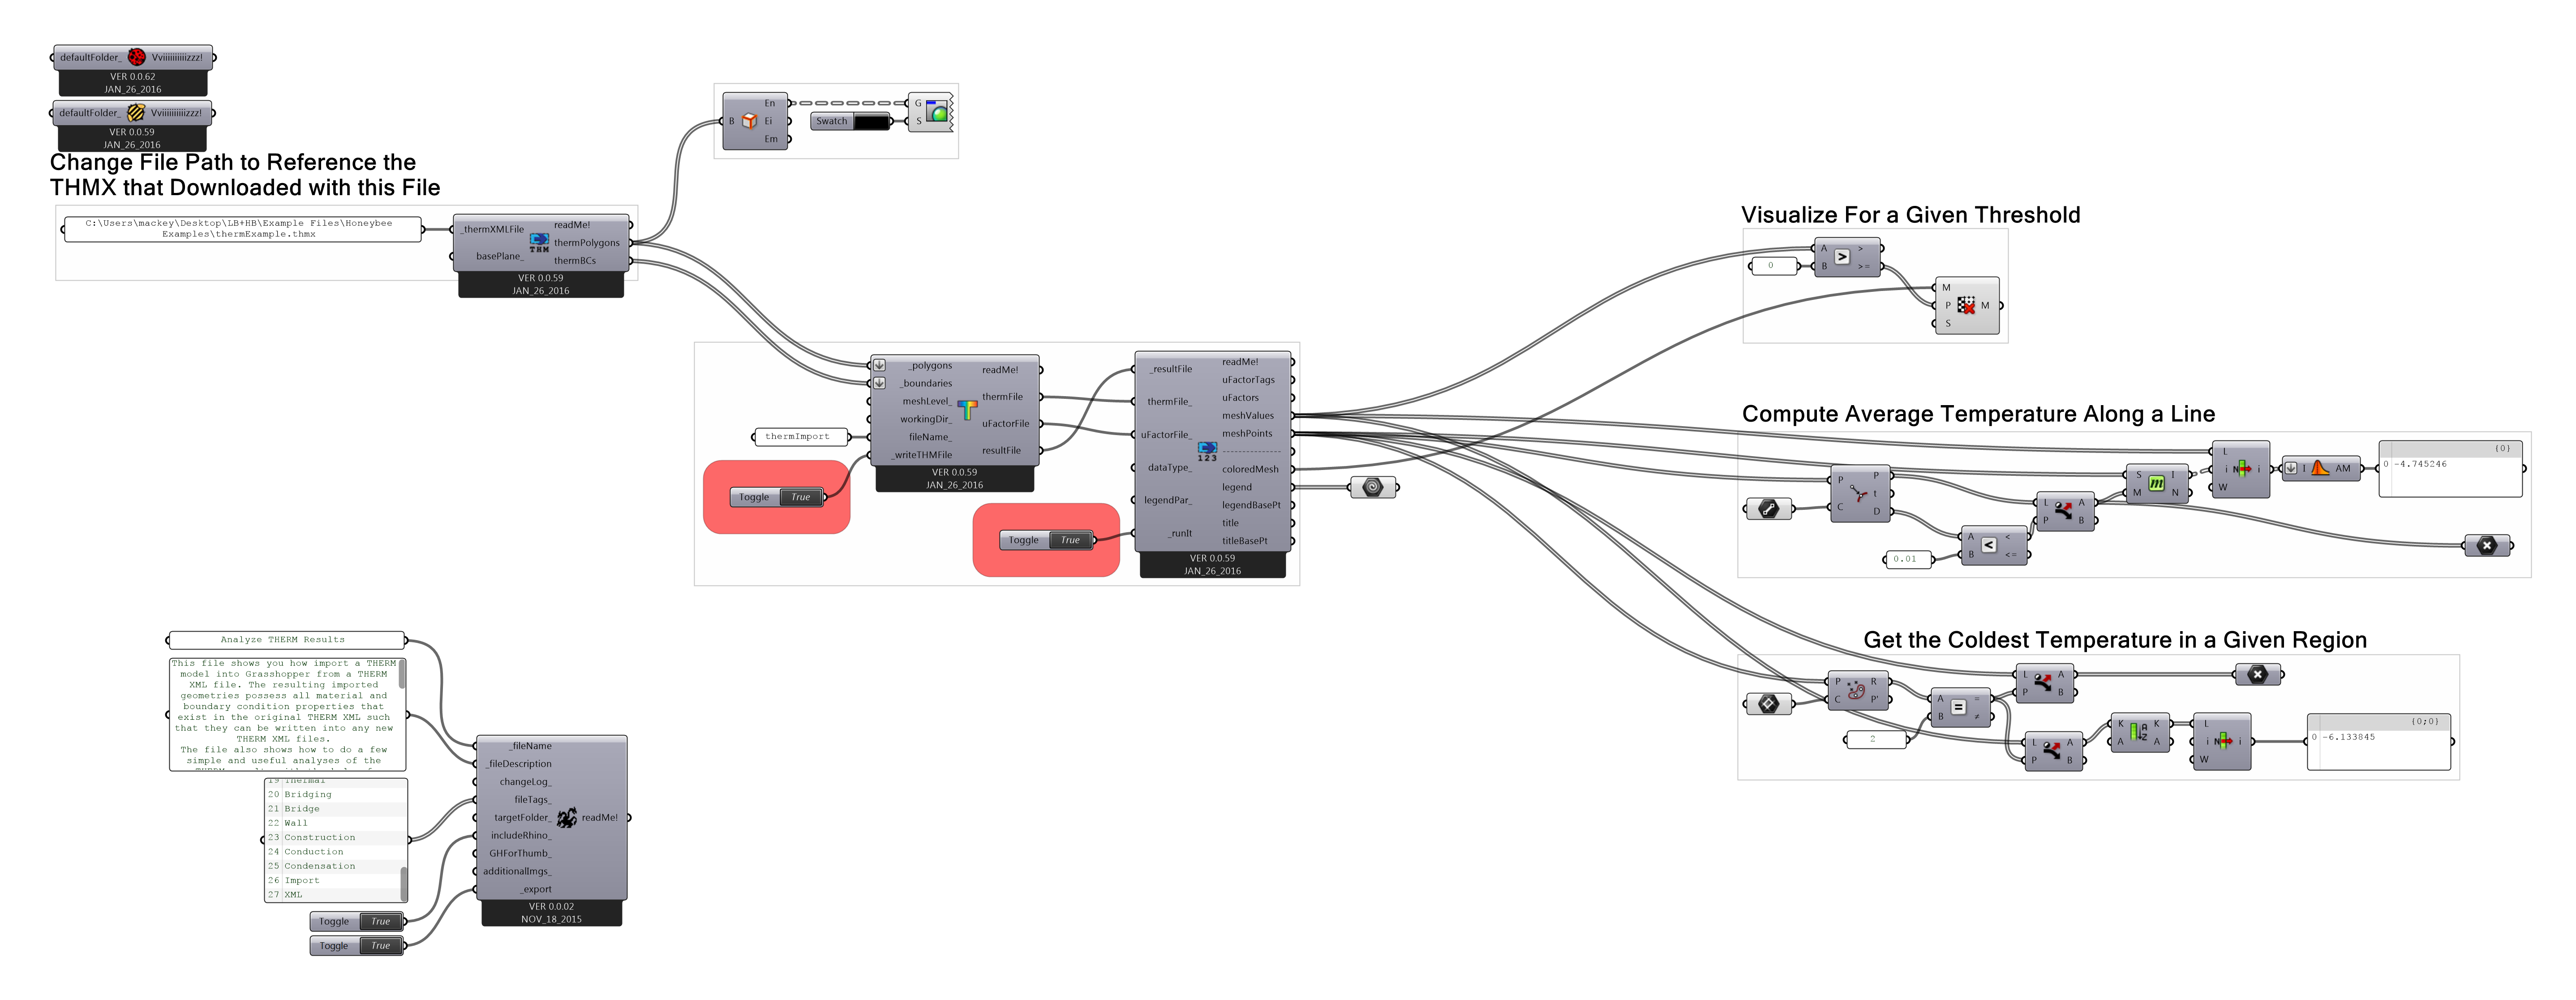 defaultFolder_ Vviiiiiiiiiizzz!
VER 0.0.62
JAN_26_2016
defaultFolder_ Vviiiiiiiiiizzz!
VER 0.0.59
JAN_26_2016
Change File Path to Reference the
THMX that Downloaded with this File
C:\Users\mackey\Desktop\LB+HB\Example Files\Honeybee
Examples\thermExample.thmx
_thermXMLFile
basePlane_
THM
readMe!
thermPolygons
thermBCs
VER 0.0.59
JAN_26_2016
B
En
Ei
Em
Swatch
G
S
thermImport
Toggle True
_polygons
_boundaries
meshLevel_
workingDir_
fileName_
_writeTHMFile
readMe!
thermFile
uFactorFile
resultFile
VER 0.0.59
JAN_26_2016
Toggle True
_resultFile
thermFile_
uFactorFile_
dataType_
legendPar_
_runIt
123
readMe!
uFactorTags
uFactors
meshValues
meshPoints
--------------------
coloredMesh
legend
legendBasePt
title
titleBasePt
VER 0.0.59
JAN_26_2016
Visualize For a Given Threshold
0
A >
B >=
M
P M
S
Compute Average Temperature Along a Line
P P
t
C D
0.01
A <
B <=
L A
P B
S I
M N
L
i N i
W
I AM
{0}
0 -4.745246
Get the Coldest Temperature in a Given Region
P R
C P'
2
A =
B ≠
L A
P B
L A
P B
K K
A A
L
i N i
W
{0;0}
0 -6.133845
Analyze THERM Results
This file shows you how import a THERM
model into Grasshopper from a THERM
XML file. The resulting imported
geometries possess all material and
boundary condition properties that
exist in the original THERM XML such
that they can be written into any new
THERM XML files.
The file also shows how to do a few
simple and useful analyses of the
19 Thermal
20 Bridging
21 Bridge
22 Wall
23 Construction
24 Conduction
25 Condensation
26 Import
27 XML
Toggle True
Toggle True
_fileName
_fileDescription
changeLog_
fileTags_
targetFolder_
includeRhino_
GHForThumb_
additionalImgs_
_export
readMe!
VER 0.0.02
NOV_18_2015